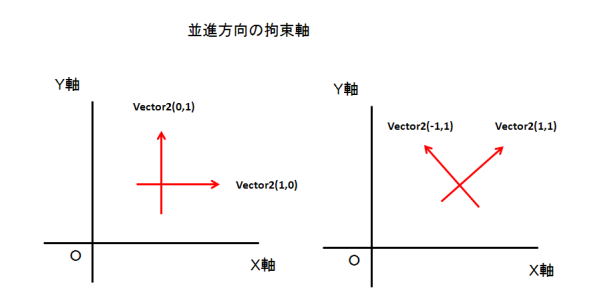 並進方向の拘束軸
Y軸
Vector2(0,1)
Vector2(1,0)
O
X軸
Y軸
Vector2(-1,1)
Vector2(1,1)
O
X軸